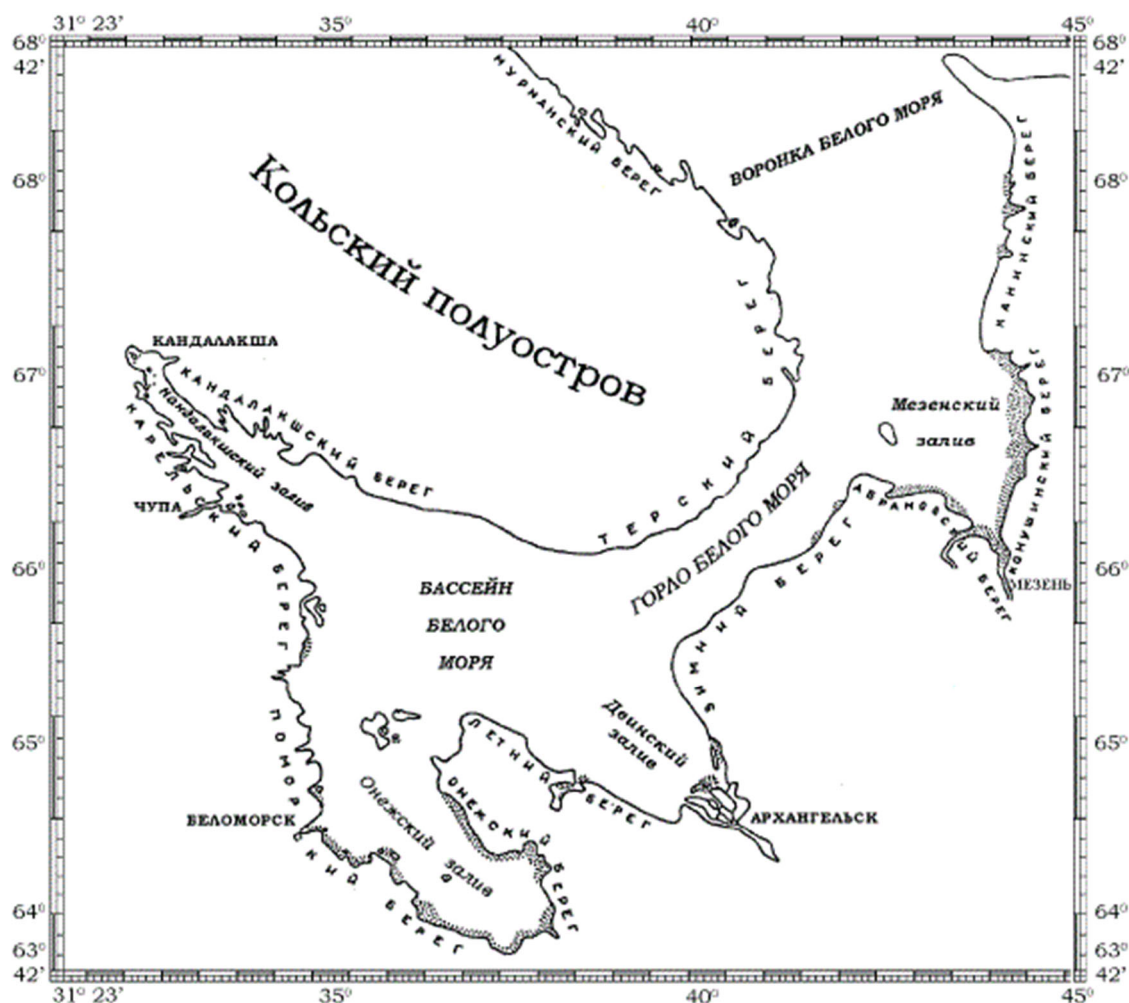 31° 23' 35° 40° 45°
68° 42'
68° 42'
МУРМАНСКИЙ БЕРЕГ
ВОРОНКА БЕЛОГО МОРЯ
68°
68°
Кольский полуостров
КАНИНСКИЙ БЕРЕГ
КАНДАЛАКША
67°
67°
КАНДАЛАКШСКИЙ БЕРЕГ
Кандалакшский залив
КАРЕЛЬСКИЙ БЕРЕГ
ТЕРСКИЙ БЕРЕГ
Мезенский
залив
КОНУШИНСКИЙ БЕРЕГ
ЧУПА
ГОРЛО БЕЛОГО МОРЯ
АБРАМОВСКИЙ БЕРЕГ
66°
66°
МЕЗЕНЬ
БАССЕЙН
БЕЛОГО
МОРЯ
ЗИМНИЙ БЕРЕГ
65°
65°
ПОМОРСКИЙ БЕРЕГ
ЛЕТНИЙ БЕРЕГ
Двинский
залив
БЕЛОМОРСК
Онежский залив
ОНЕЖСКИЙ БЕРЕГ
АРХАНГЕЛЬСК
64°
64°
63° 42'
63° 42'
31° 23' 35° 40° 45°